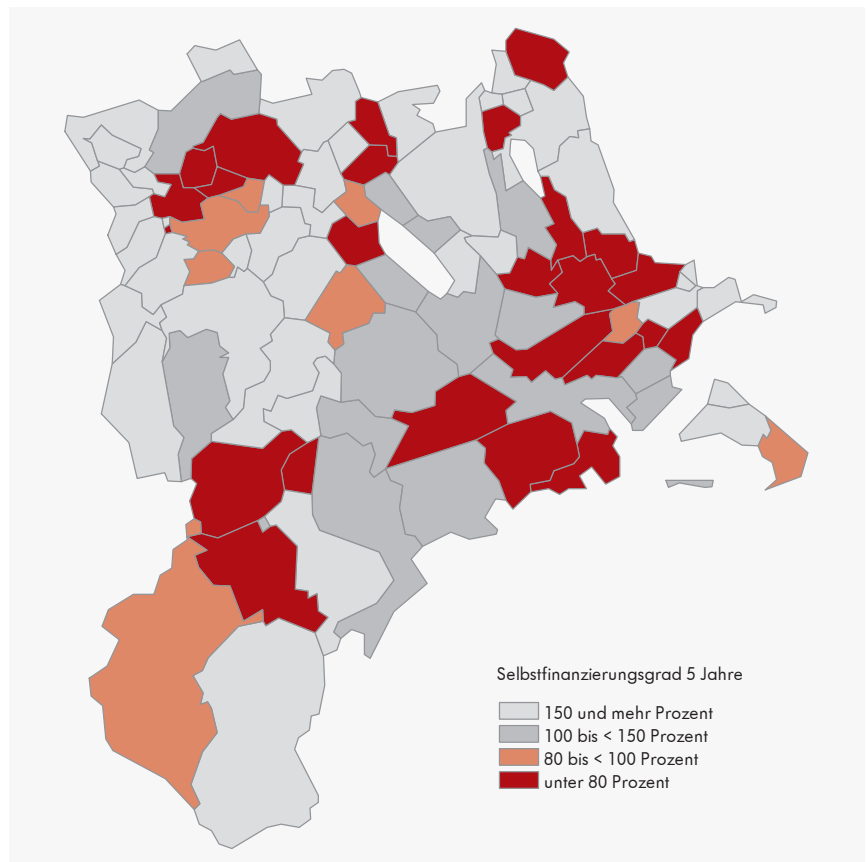 Selbstfinanzierungsgrad 5 Jahre
150 und mehr Prozent
100 bis < 150 Prozent
80 bis < 100 Prozent
unter 80 Prozent